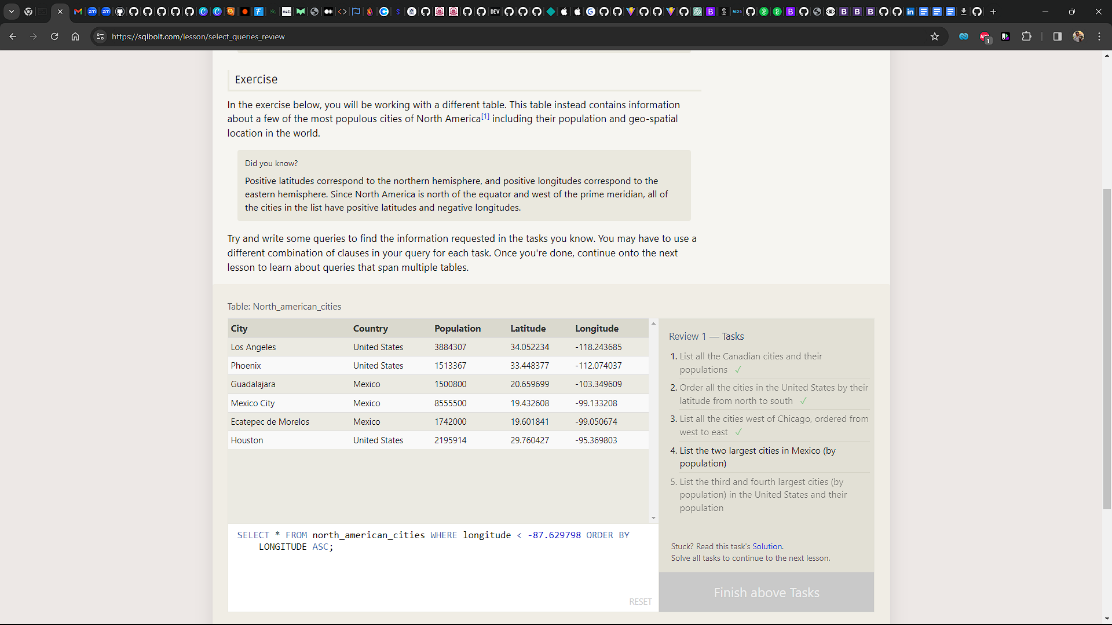 https://sqlbolt.com/lesson/select_queries_review
Exercise
In the exercise below, you will be working with a different table. This table instead contains information
about a few of the most populous cities of North America[1] including their population and geo-spatial
location in the world.
Did you know?
Positive latitudes correspond to the northern hemisphere, and positive longitudes correspond to the
eastern hemisphere. Since North America is north of the equator and west of the prime meridian, all of
the cities in the list have positive latitudes and negative longitudes.
Try and write some queries to find the information requested in the tasks you know. You may have to use a
different combination of clauses in your query for each task. Once you're done, continue onto the next
lesson to learn about queries that span multiple tables.
Table: North_american_cities
City Country Population Latitude Longitude
Los Angeles United States 3884307 34.052234 -118.243685
Phoenix United States 1513367 33.448377 -112.074037
Guadalajara Mexico 1500800 20.659699 -103.349609
Mexico City Mexico 8555500 19.432608 -99.133208
Ecatepec de Morelos Mexico 1742000 19.601841 -99.050674
Houston United States 2195914 29.760427 -95.369803
SELECT * FROM north_american_cities WHERE longitude < -87.629798 ORDER BY
LONGITUDE ASC;
RESET
Review 1 — Tasks
1. List all the Canadian cities and their
populations ✓
2. Order all the cities in the United States by their
latitude from north to south ✓
3. List all the cities west of Chicago, ordered from
west to east ✓
4. List the two largest cities in Mexico (by
population)
5. List the third and fourth largest cities (by
population) in the United States and their
population
Stuck? Read this task's Solution.
Solve all tasks to continue to the next lesson.
Finish above Tasks